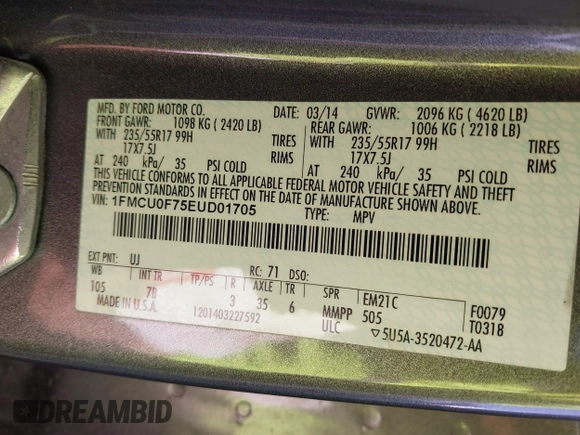 MFD. BY FORD MOTOR CO.
DATE: 03/14 GVWR: 2096 KG ( 4620 LB)
FRONT GAWR: 1098 KG ( 2420 LB) REAR GAWR: 1006 KG ( 2218 LB)
WITH 235/55R17 99H TIRES WITH 235/55R17 99H TIRES
17X7.5J RIMS 17X7.5J RIMS
AT 240 kPa/ 35 PSI COLD AT 240 kPa/ 35 PSI COLD
THIS VEHICLE CONFORMS TO ALL APPLICABLE FEDERAL MOTOR VEHICLE SAFETY AND THEFT
PREVENTION STANDARDS IN EFFECT ON THE DATE OF MANUFACTURE SHOWN ABOVE.
VIN: 1FMCU0F75EUD01705 TYPE: MPV
EXT PNT: UJ RC: 71 DSO:
WB INT TR TP/PS R AXLE TR SPR EM21C F0079
105 7B 3 35 6 MMPP 505 T0318
MADE IN U.S.A. 1201403227592 ULC ▽5U5A-3520472-AA
DREAMBID